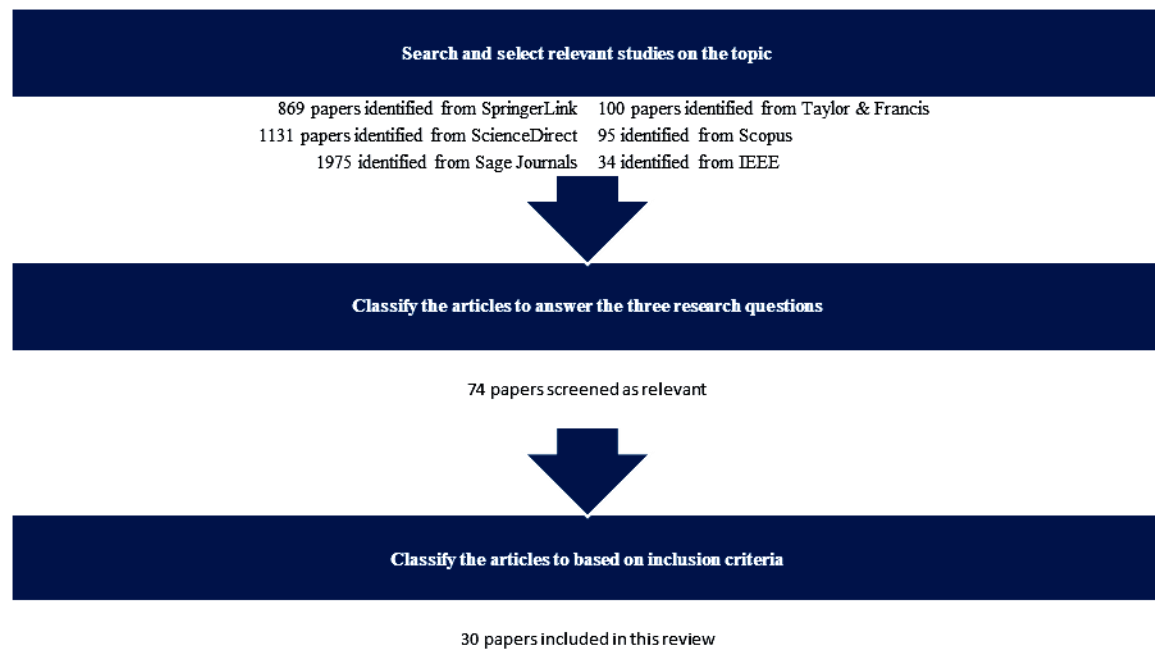 Search and select relevant studies on the topic
869 papers identified from SpringerLink 100 papers identified from Taylor & Francis
1131 papers identified from ScienceDirect 95 identified from Scopus
1975 identified from Sage Journals 34 identified from IEEE
Classify the articles to answer the three research questions
74 papers screened as relevant
Classify the articles to based on inclusion criteria
30 papers included in this review